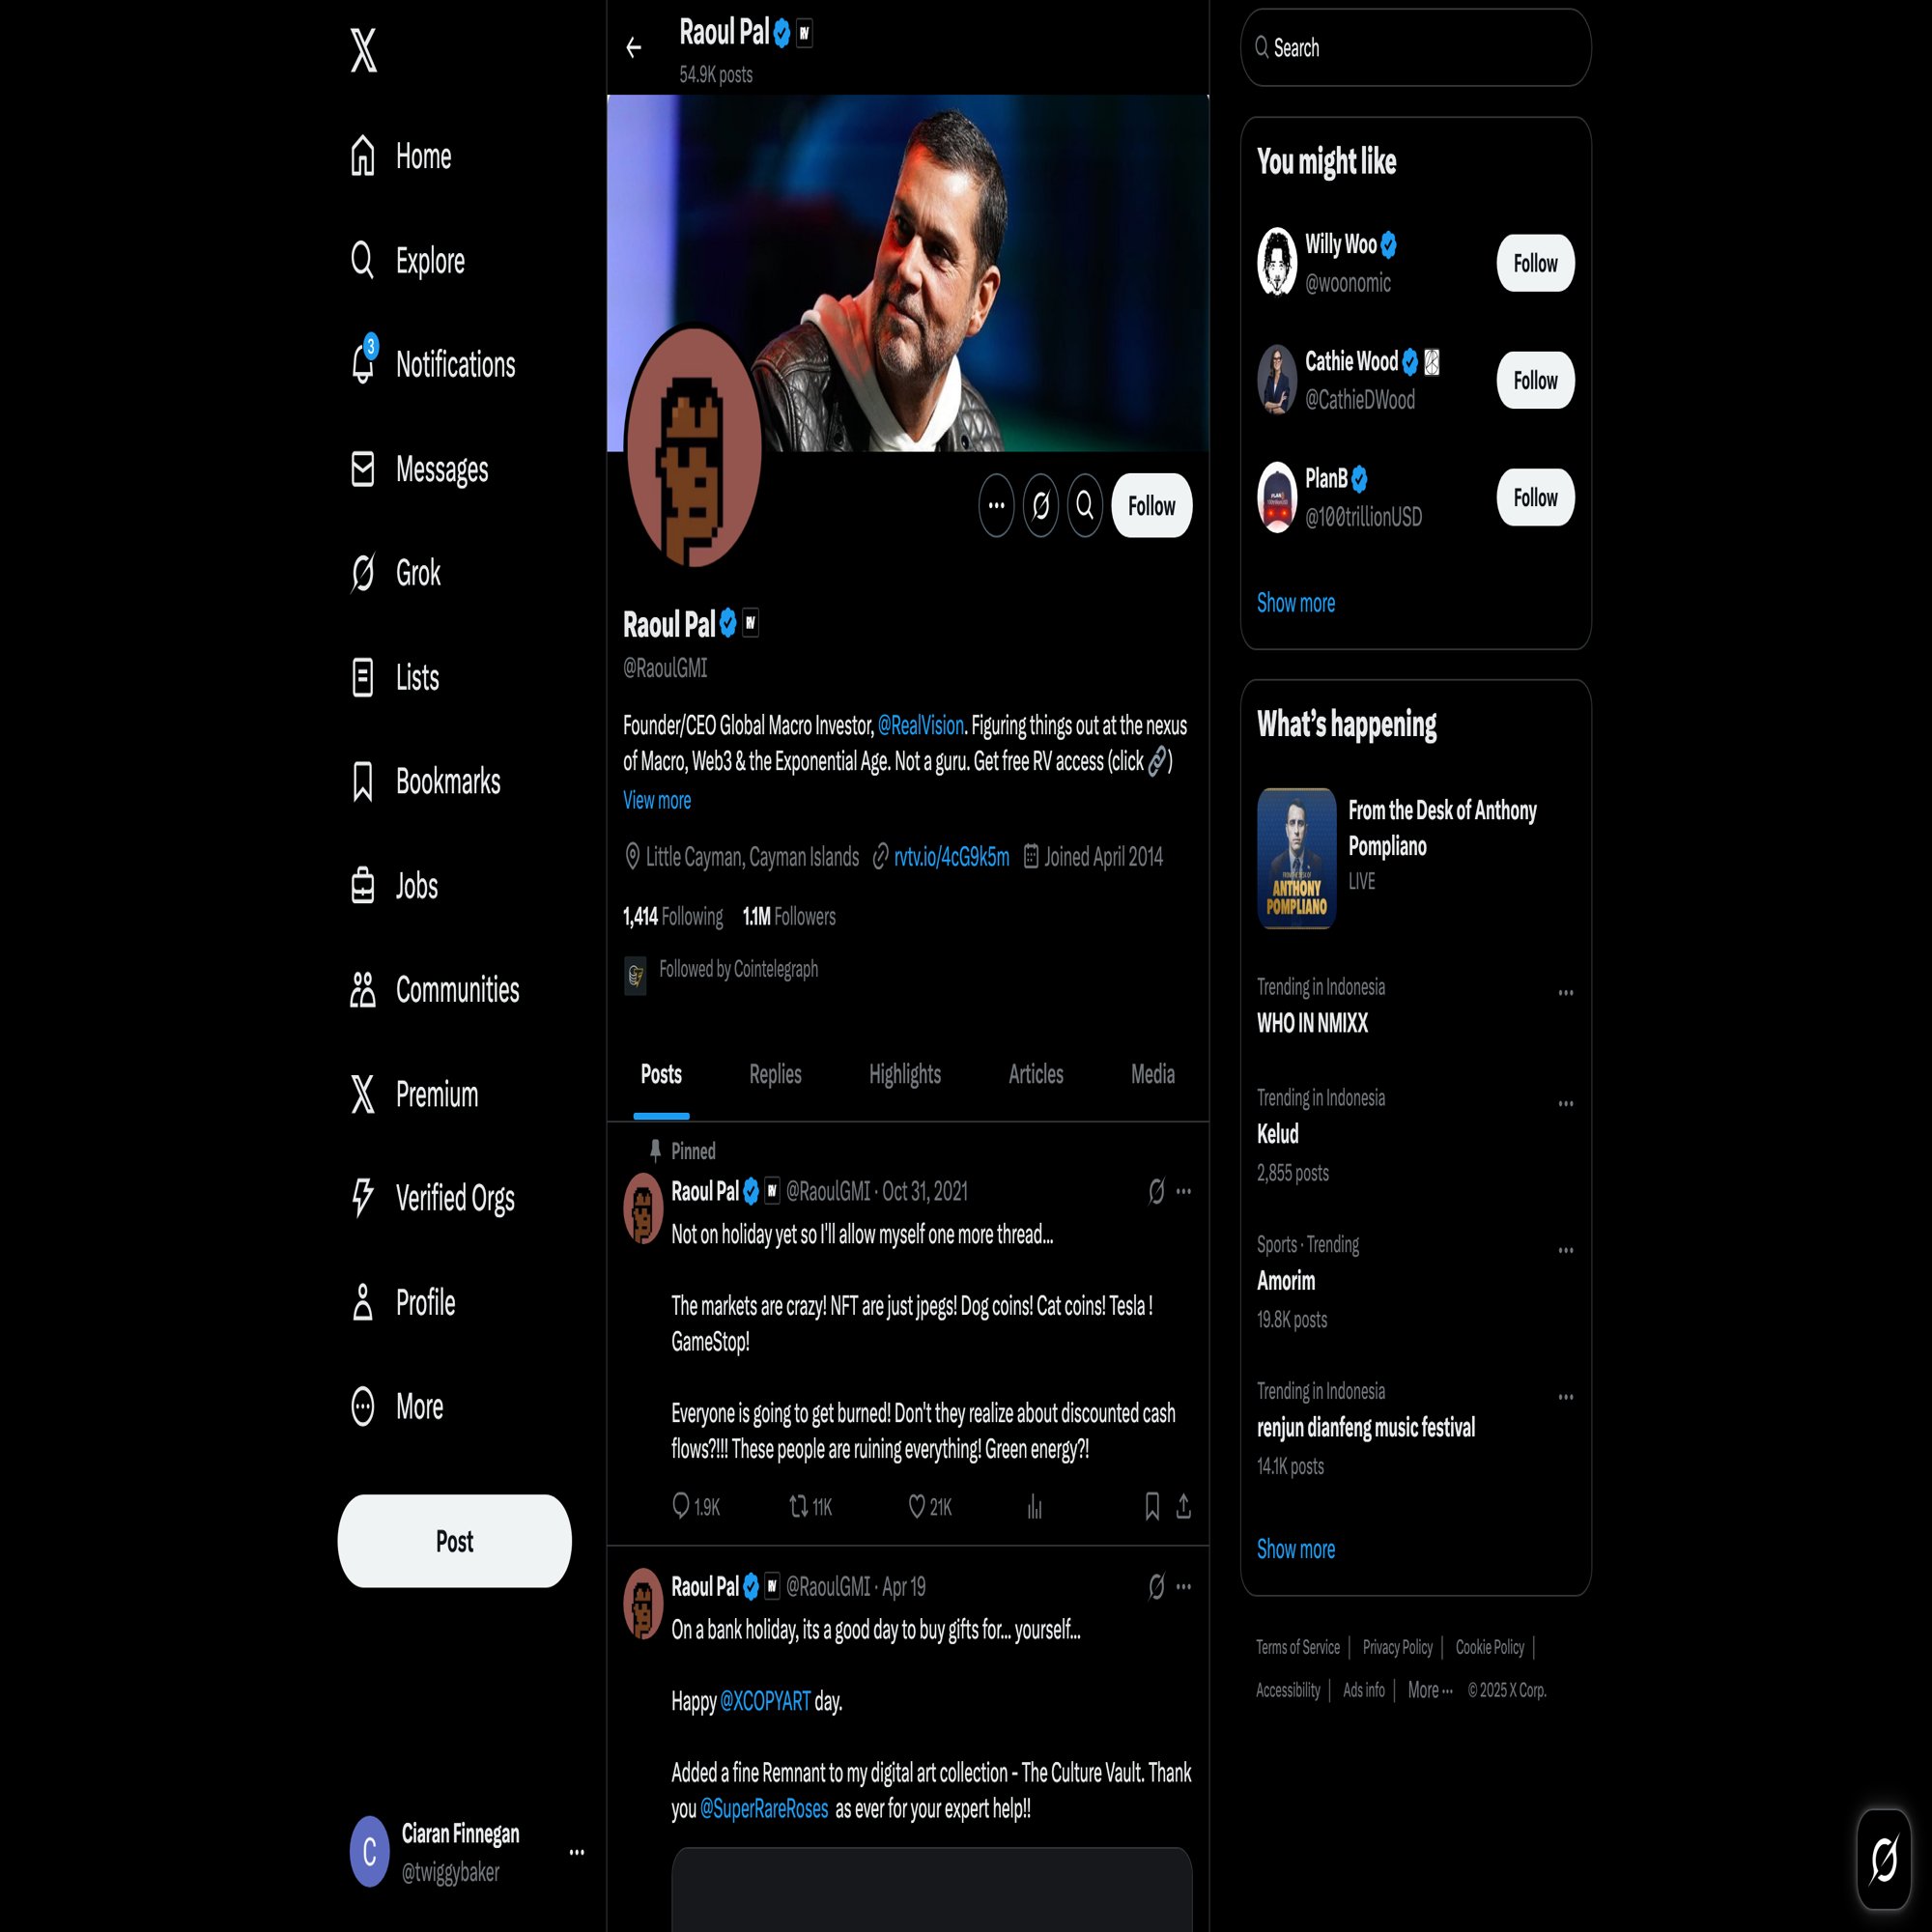 Home
Explore
3
Notifications
Messages
Grok
Lists
Bookmarks
Jobs
Communities
Premium
Verified Orgs
Profile
More
Post
C
Ciaran Finnegan
@twiggybaker
Raoul Pal RV
54.9K posts
Follow
Raoul Pal RV
@RaoulGMI
Founder/CEO Global Macro Investor, @RealVision. Figuring things out at the nexus
of Macro, Web3 & the Exponential Age. Not a guru. Get free RV access (click 🔗)
View more
Little Cayman, Cayman Islands rvtv.io/4cG9k5m Joined April 2014
1,414 Following 1.1M Followers
Followed by Cointelegraph
Posts Replies Highlights Articles Media
Pinned
Raoul Pal RV @RaoulGMI · Oct 31, 2021
Not on holiday yet so I'll allow myself one more thread...
The markets are crazy! NFT are just jpegs! Dog coins! Cat coins! Tesla !
GameStop!
Everyone is going to get burned! Don't they realize about discounted cash
flows?!!! These people are ruining everything! Green energy?!
1.9K 11K 21K
Raoul Pal RV @RaoulGMI · Apr 19
On a bank holiday, its a good day to buy gifts for... yourself...
Happy @XCOPYART day.
Added a fine Remnant to my digital art collection - The Culture Vault. Thank
you @SuperRareRoses as ever for your expert help!!
Search
You might like
Willy Woo
@woonomic
Follow
Cathie Wood
@CathieDWood
Follow
PlanB
@100trillionUSD
Follow
Show more
What's happening
FROM THE DESK OF
ANTHONY
POMPLIANO
From the Desk of Anthony
Pompliano
LIVE
Trending in Indonesia
WHO IN NMIXX
Trending in Indonesia
Kelud
2,855 posts
Sports · Trending
Amorim
19.8K posts
Trending in Indonesia
renjun dianfeng music festival
14.1K posts
Show more
Terms of Service | Privacy Policy | Cookie Policy |
Accessibility | Ads info | More ··· © 2025 X Corp.